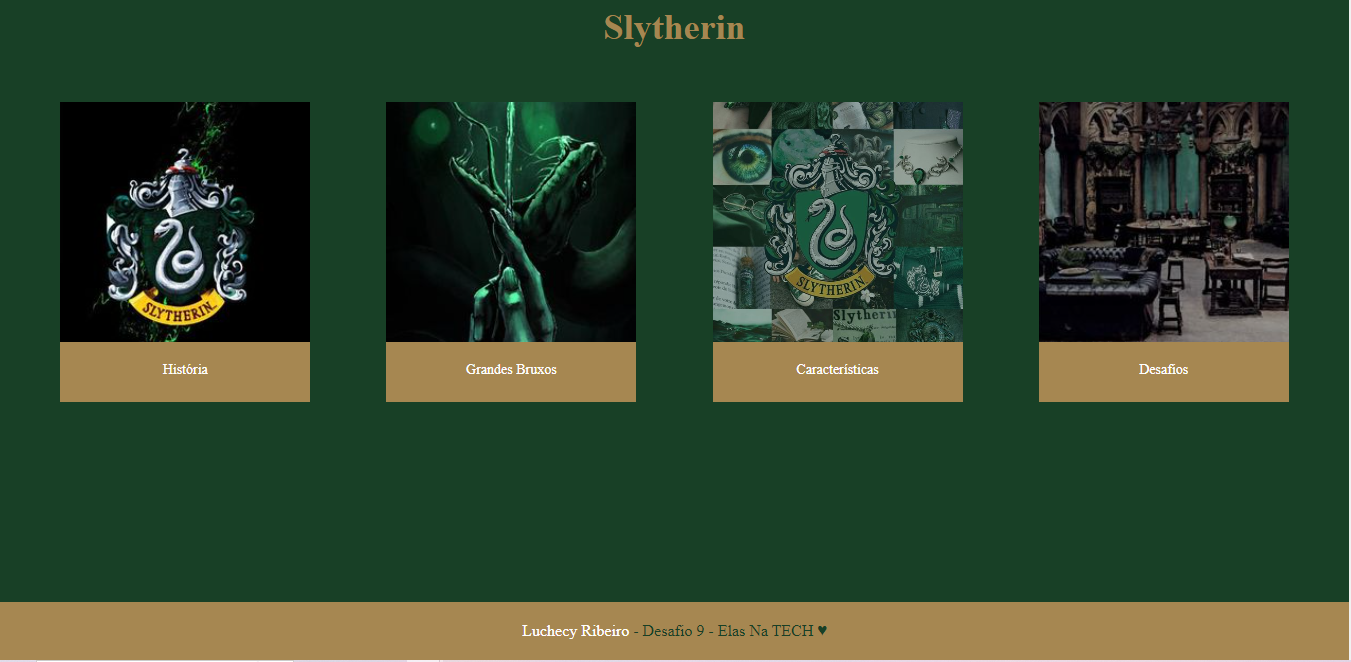 Slytherin
SLYTHERIN
SLYTHERIN
Slytherin
História
Grandes Bruxos
Características
Desafios
Luchecy Ribeiro - Desafio 9 - Elas Na TECH ♥